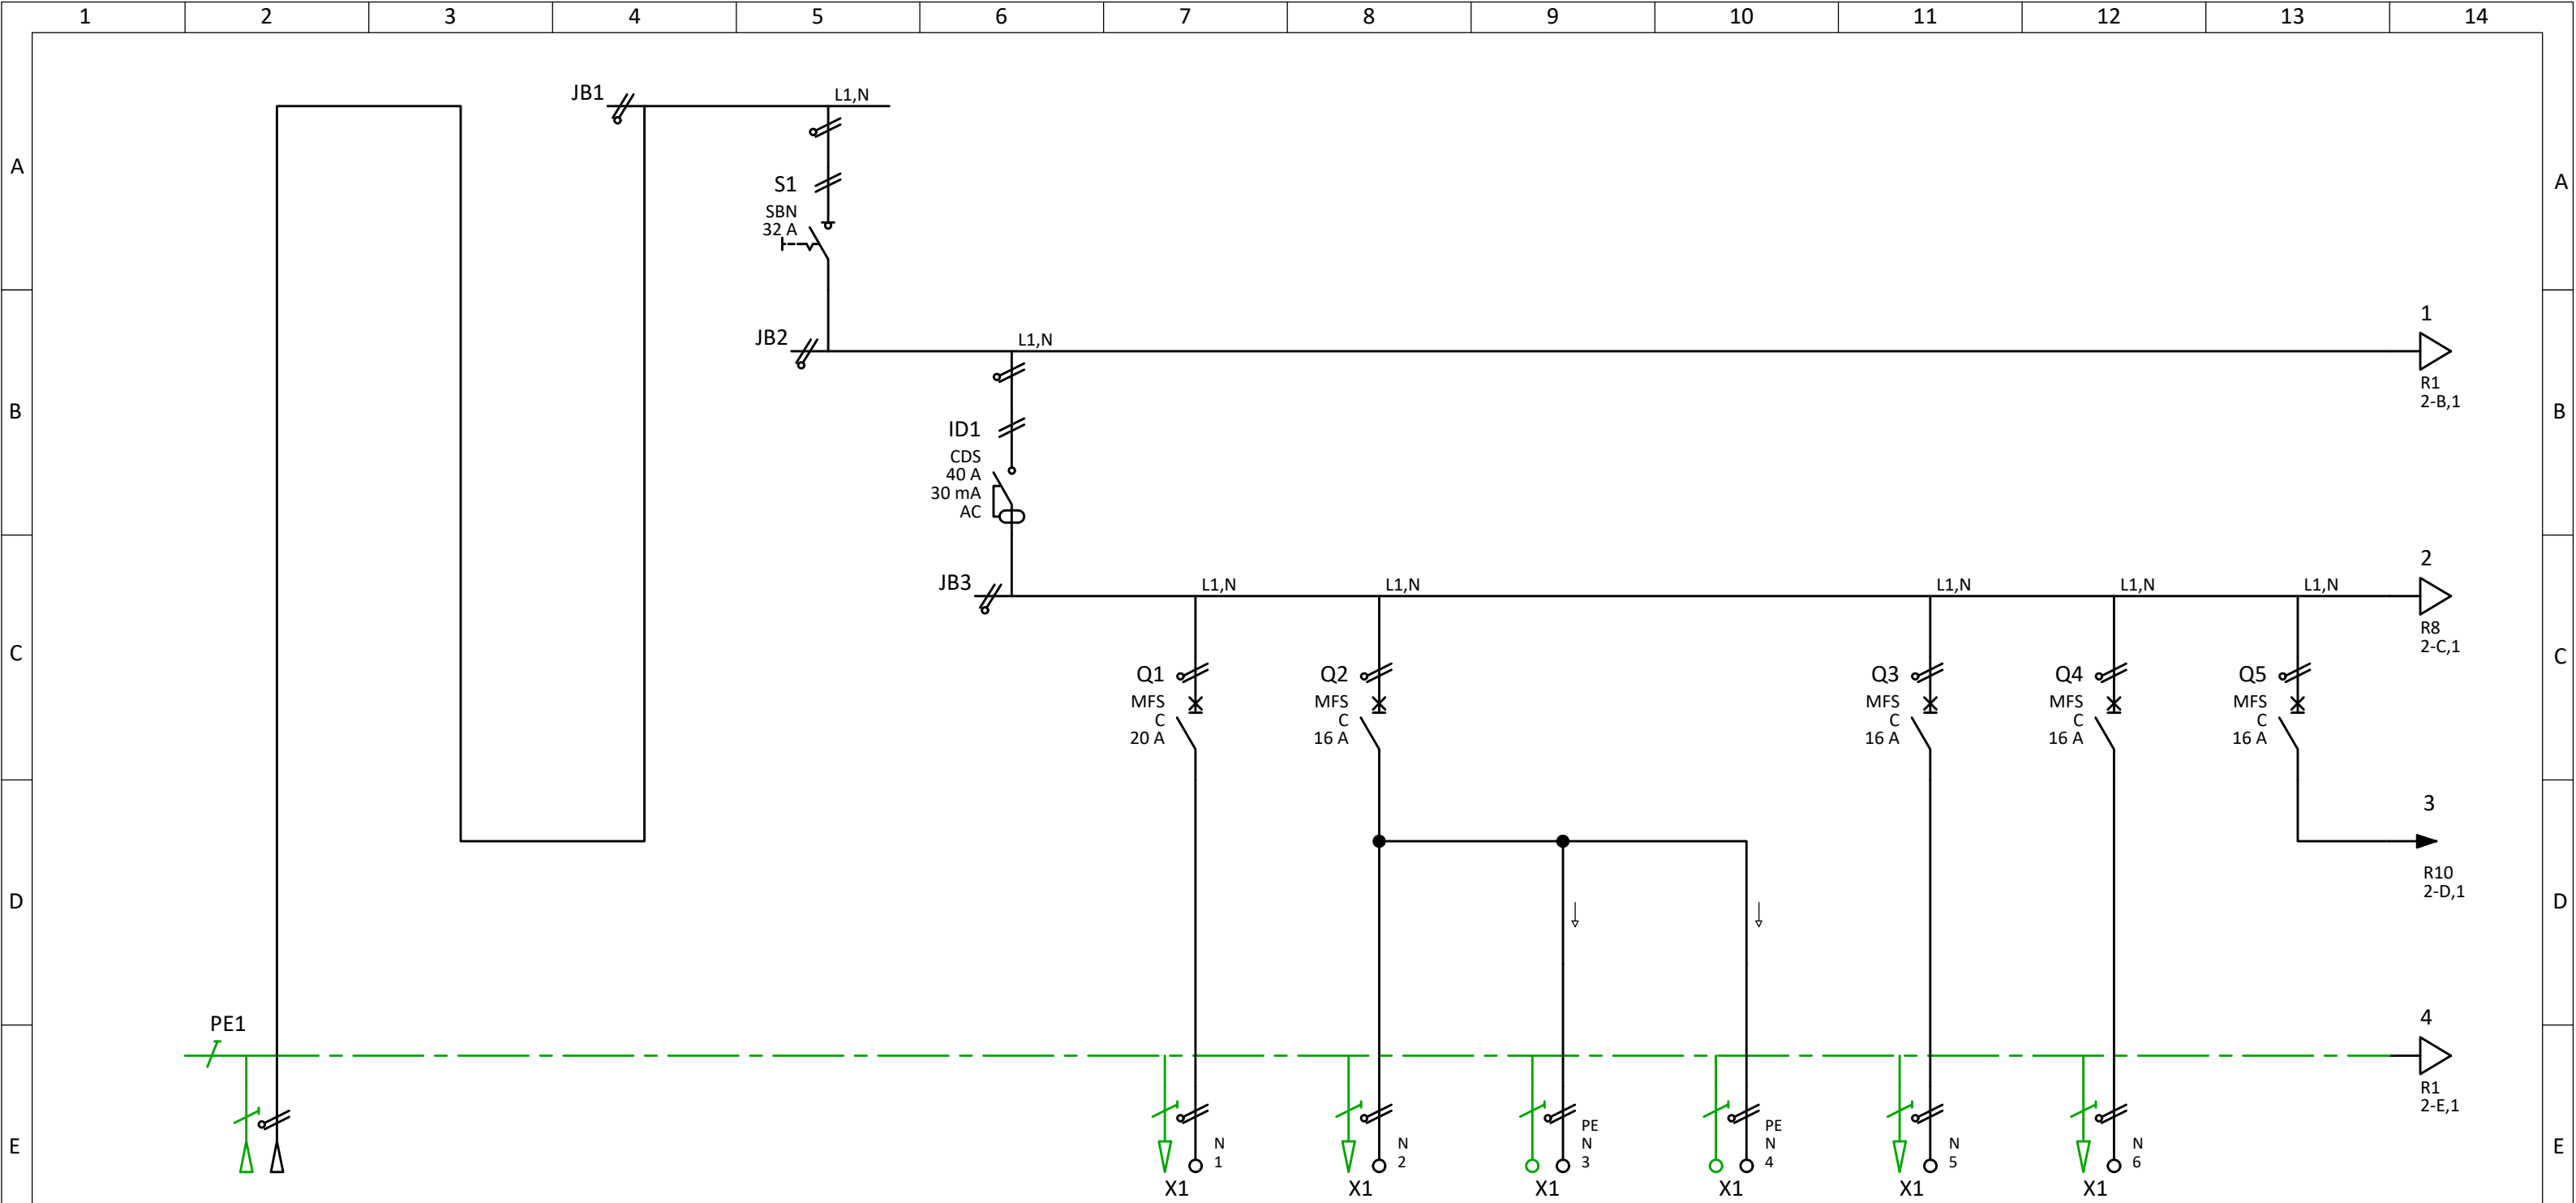 1 2 3 4 5 6 7 8 9 10 11 12 13 14
JB1 L1,N
A A
S1
SBN
32 A
1
JB2 L1,N
R1
2-B,1
B B
ID1
CDS
40 A
30 mA
AC
2
JB3 L1,N L1,N L1,N L1,N L1,N
R8
2-C,1
C C
Q1 Q2 Q3 Q4 Q5
MFS MFS MFS MFS MFS
C C C C C
20 A 16 A 16 A 16 A 16 A
3
R10
2-D,1
D D
PE1 4
R1
2-E,1
PE PE
E N N N N N N E
1 2 3 4 5 6
X1 X1 X1 X1 X1 X1